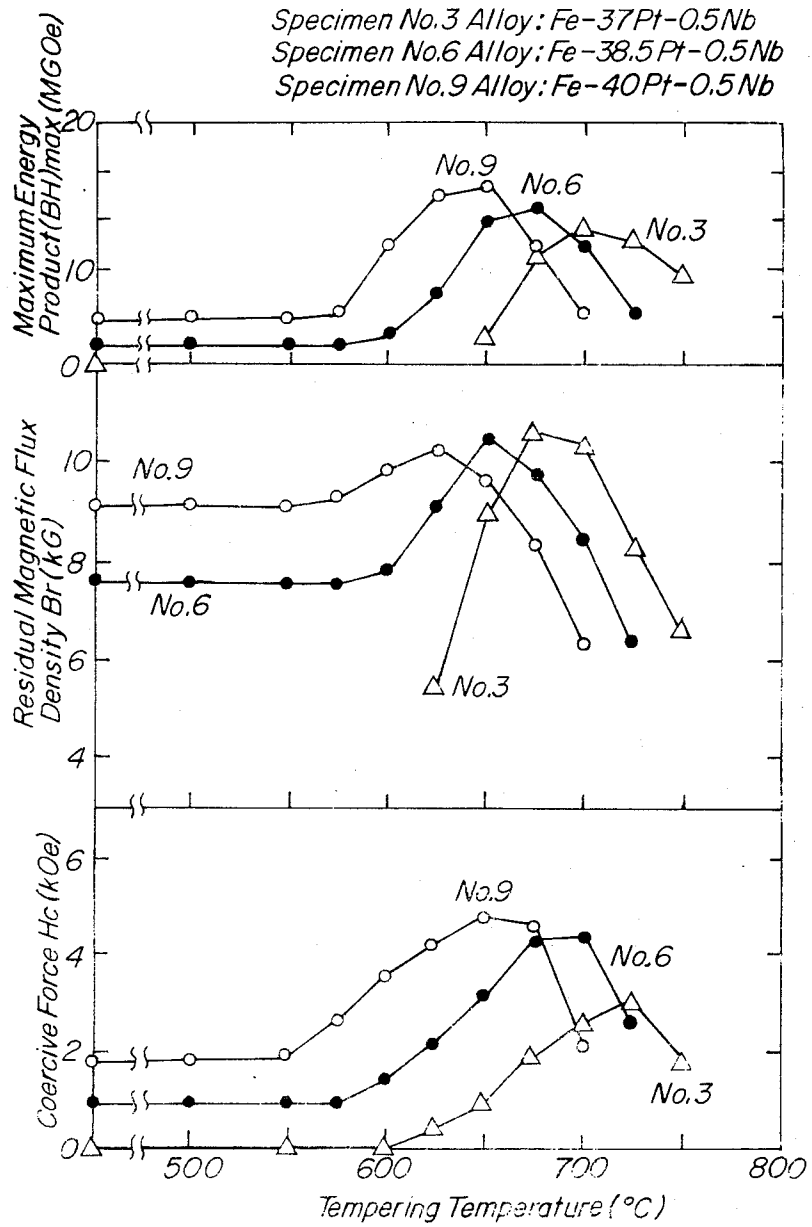 Specimen No.3 Alloy: Fe-37Pt-0.5Nb
Specimen No.6 Alloy: Fe-38.5Pt-0.5Nb
Specimen No.9 Alloy: Fe-40Pt-0.5Nb
Maximum Energy
Product (BH)max (MGOe)
20
10
0
No.9
No.6
No.3
Residual Magnetic Flux
Density Br (kG)
10
8
6
4
No.9
No.6
No.3
Coercive Force Hc (kOe)
6
4
2
0
No.9
No.6
No.3
500
600
700
800
Tempering Temperature (°C)